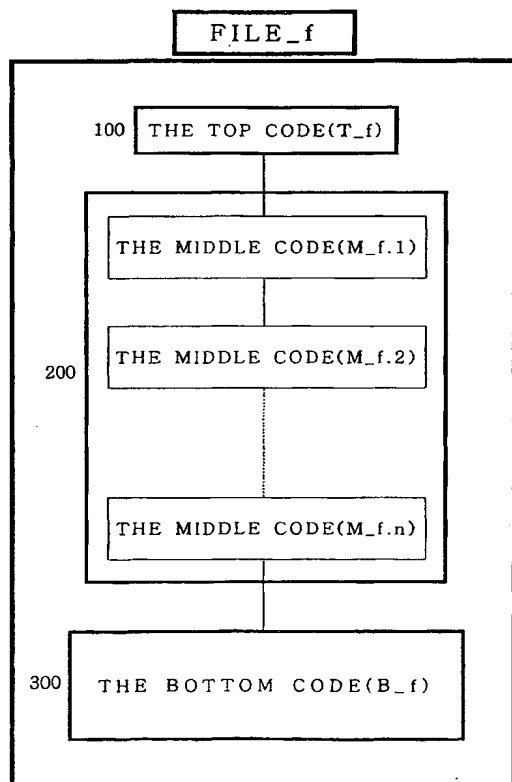 FILE_f
100 THE TOP CODE(T_f)
THE MIDDLE CODE(M_f.1)
THE MIDDLE CODE(M_f.2)
200
THE MIDDLE CODE(M_f.n)
300 THE BOTTOM CODE(B_f)